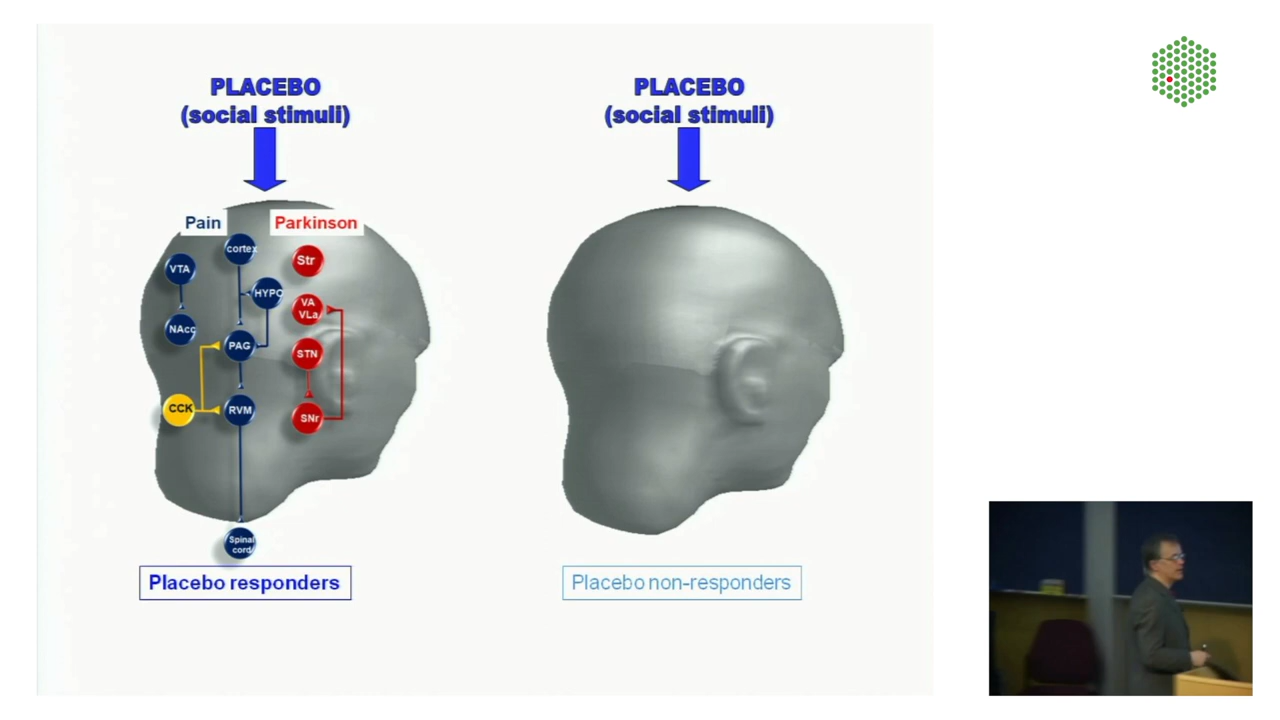 PLACEBO
(social stimuli)
PLACEBO
(social stimuli)
Pain
Parkinson
cortex
VTA
Str
HYPO
VA
VLa
NAcc
PAG
STN
CCK
RVM
SNr
Spinal
cord
Placebo responders
Placebo non-responders